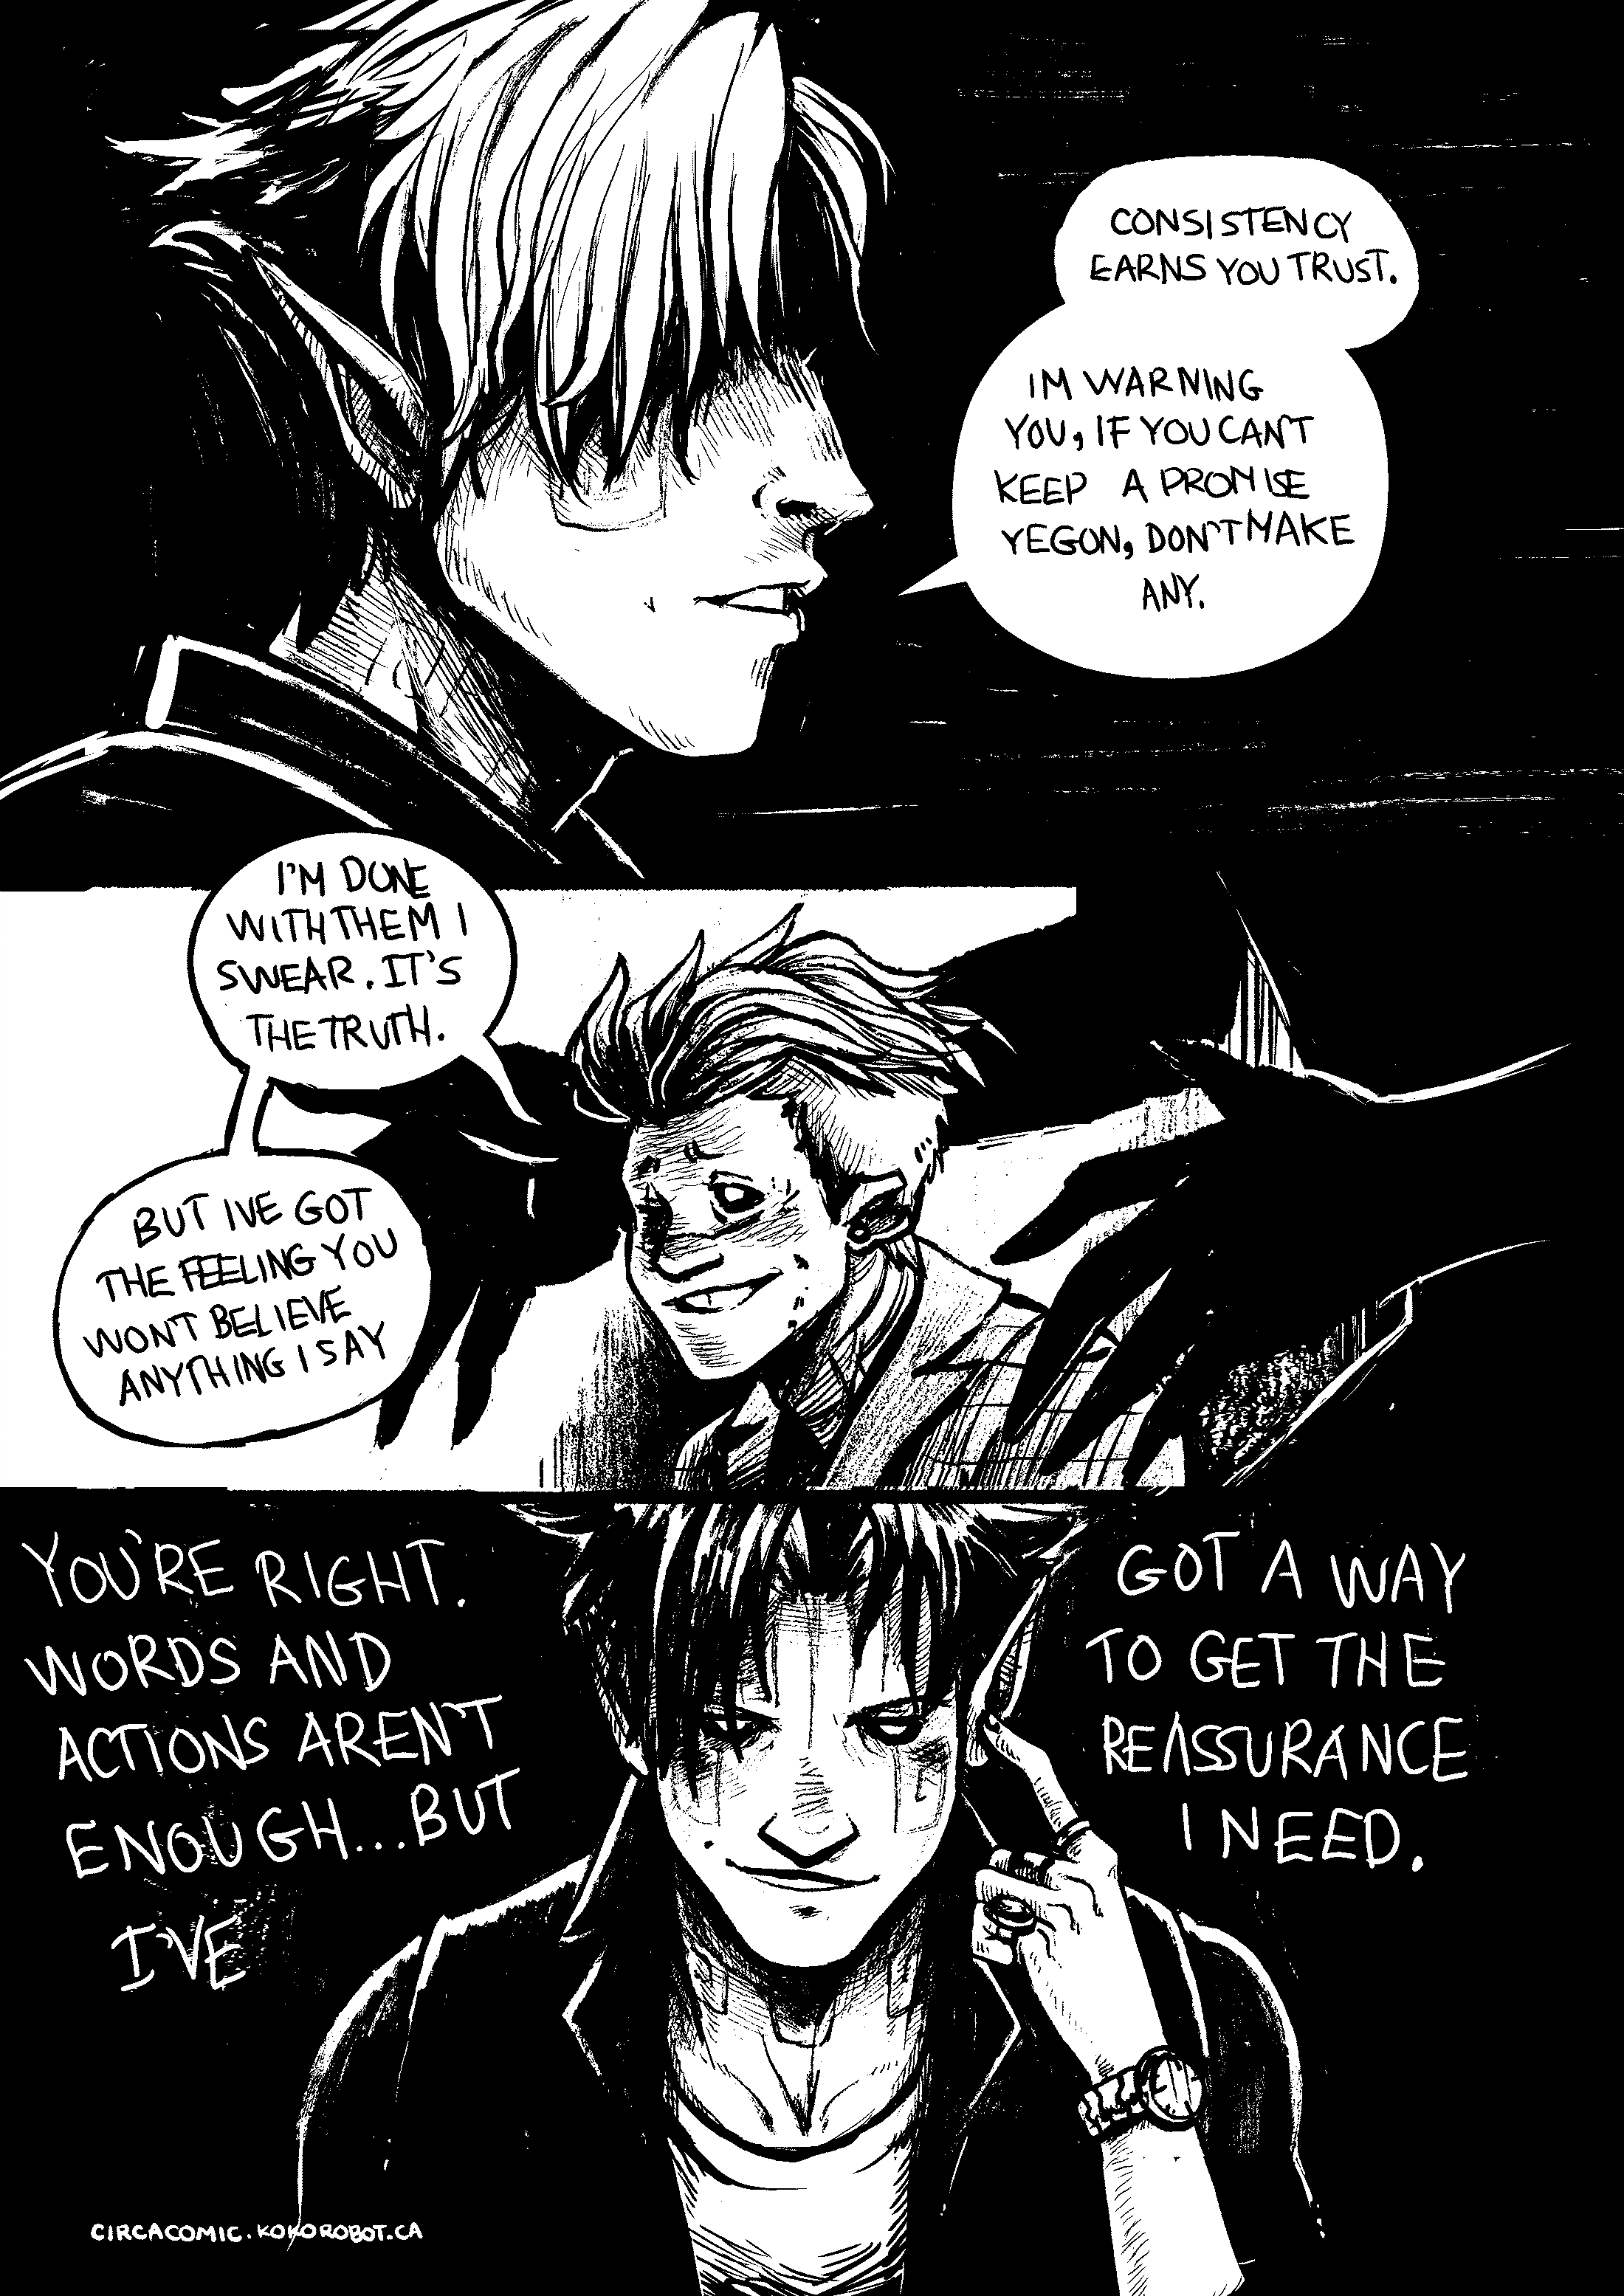 CONSISTENCY
EARNS YOU TRUST.
IM WARNING
YOU, IF YOU CAN'T
KEEP A PROMISE
YEGON, DON'T MAKE
ANY.
I'M DONE
WITH THEM I
SWEAR. IT'S
THE TRUTH.
BUT IVE GOT
THE FEELING YOU
WON'T BELIEVE
ANYTHING I SAY
YOU'RE RIGHT.
WORDS AND
ACTIONS AREN'T
ENOUGH...BUT
I'VE
GOT A WAY
TO GET THE
REASSURANCE
I NEED.
CIRCACOMIC.KOKOROBOT.CA